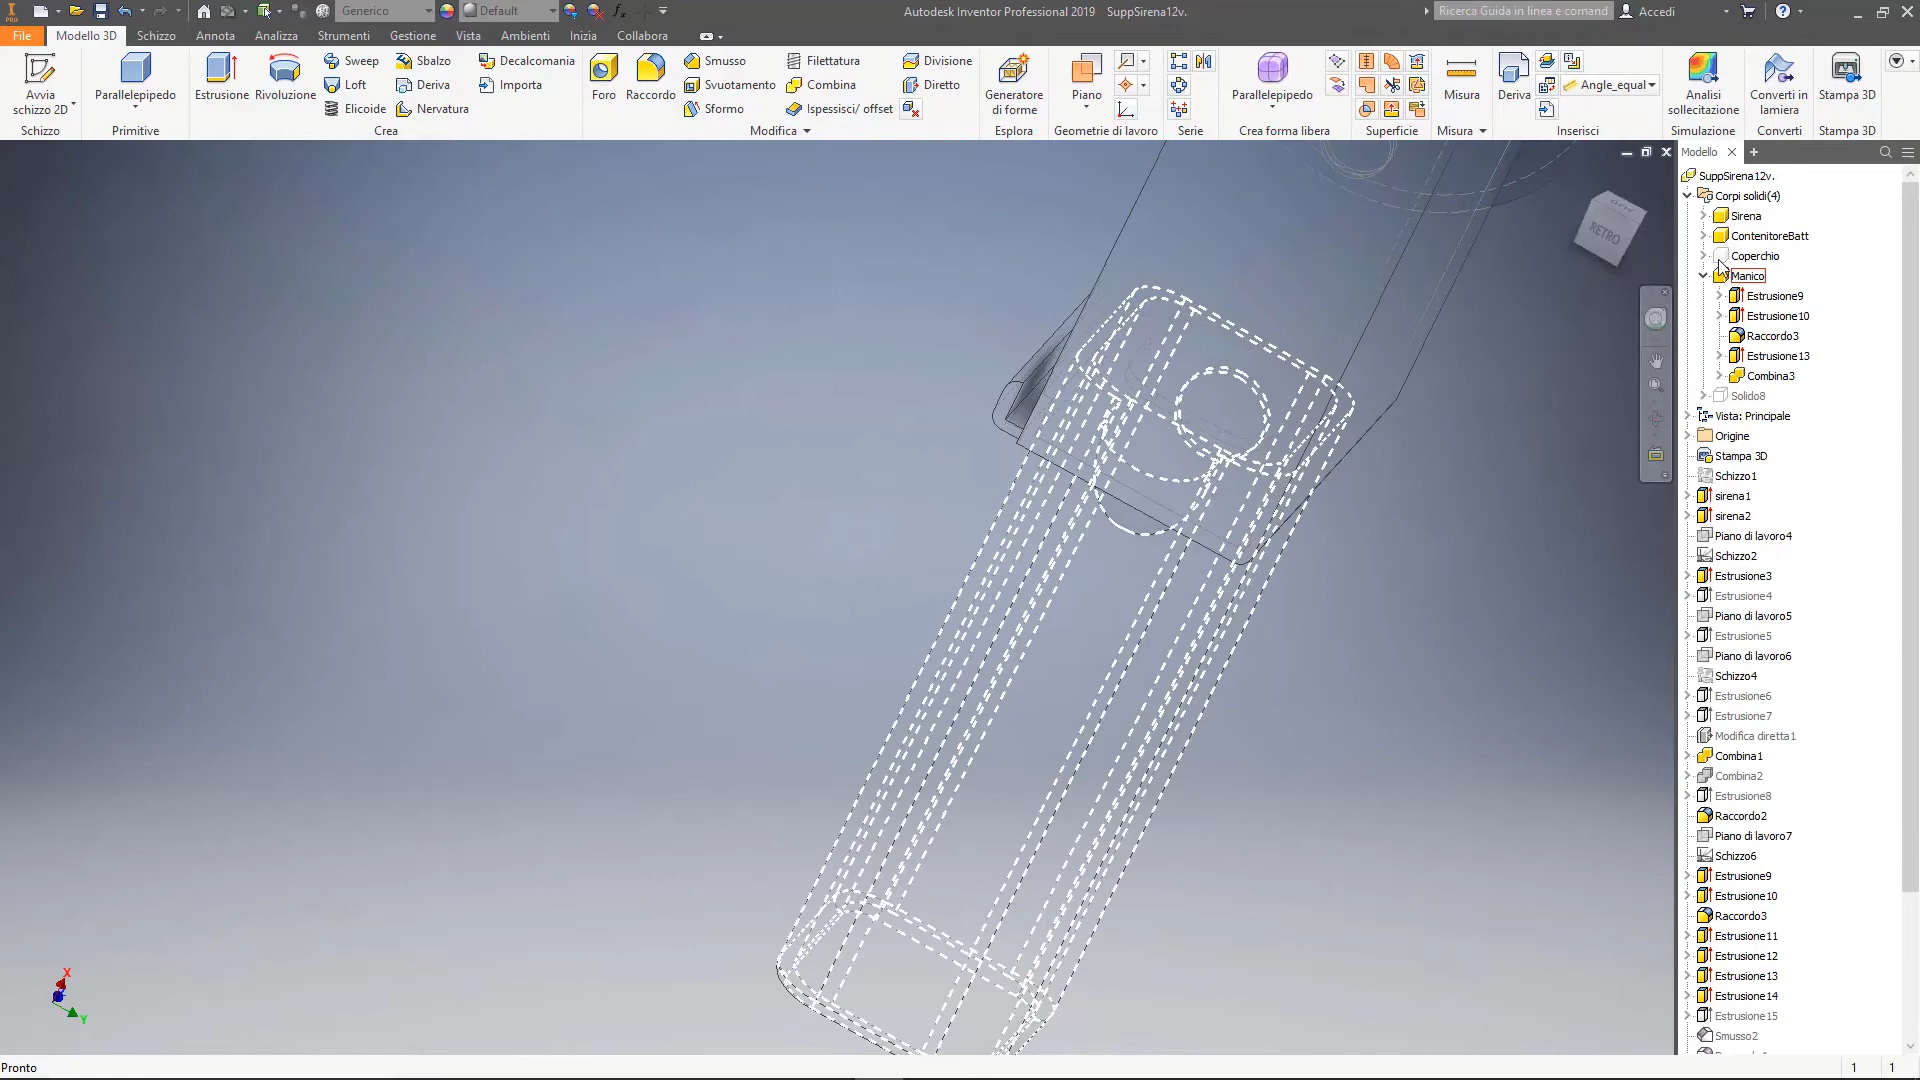 Generico
Default
Autodesk Inventor Professional 2019 SuppSirena12v.
Ricerca Guida in linea e comand
Accedi
File
Modello 3D
Schizzo
Annota
Analizza
Strumenti
Gestione
Vista
Ambienti
Inizia
Collabora
Avvia
schizzo 2D
Schizzo
Parallelepipedo
Primitive
Estrusione
Rivoluzione
Sweep
Loft
Elicoide
Sbalzo
Deriva
Nervatura
Decalcomania
Importa
Crea
Foro
Raccordo
Smusso
Svuotamento
Sformo
Filettatura
Combina
Ispessisci/ offset
Divisione
Diretto
Modifica
Generatore
di forme
Esplora
Piano
Geometrie di lavoro
Serie
Parallelepipedo
Crea forma libera
Superficie
Misura
Misura
Deriva
Angle_equal
Inserisci
Analisi
sollecitazione
Simulazione
Converti in
lamiera
Converti
Stampa 3D
Stampa 3D
Modello
SuppSirena12v.
Corpi solidi(4)
Sirena
ContenitoreBatt
Coperchio
Manico
Estrusione9
Estrusione10
Raccordo3
Estrusione13
Combina3
Solido8
Vista: Principale
Origine
Stampa 3D
Schizzo1
sirena1
sirena2
Piano di lavoro4
Schizzo2
Estrusione3
Estrusione4
Piano di lavoro5
Estrusione5
Piano di lavoro6
Schizzo4
Estrusione6
Estrusione7
Modifica diretta1
Combina1
Combina2
Estrusione8
Raccordo2
Piano di lavoro7
Schizzo6
Estrusione9
Estrusione10
Raccordo3
Estrusione11
Estrusione12
Estrusione13
Estrusione14
Estrusione15
Smusso2
RETRO
X
Y
Pronto
1
1